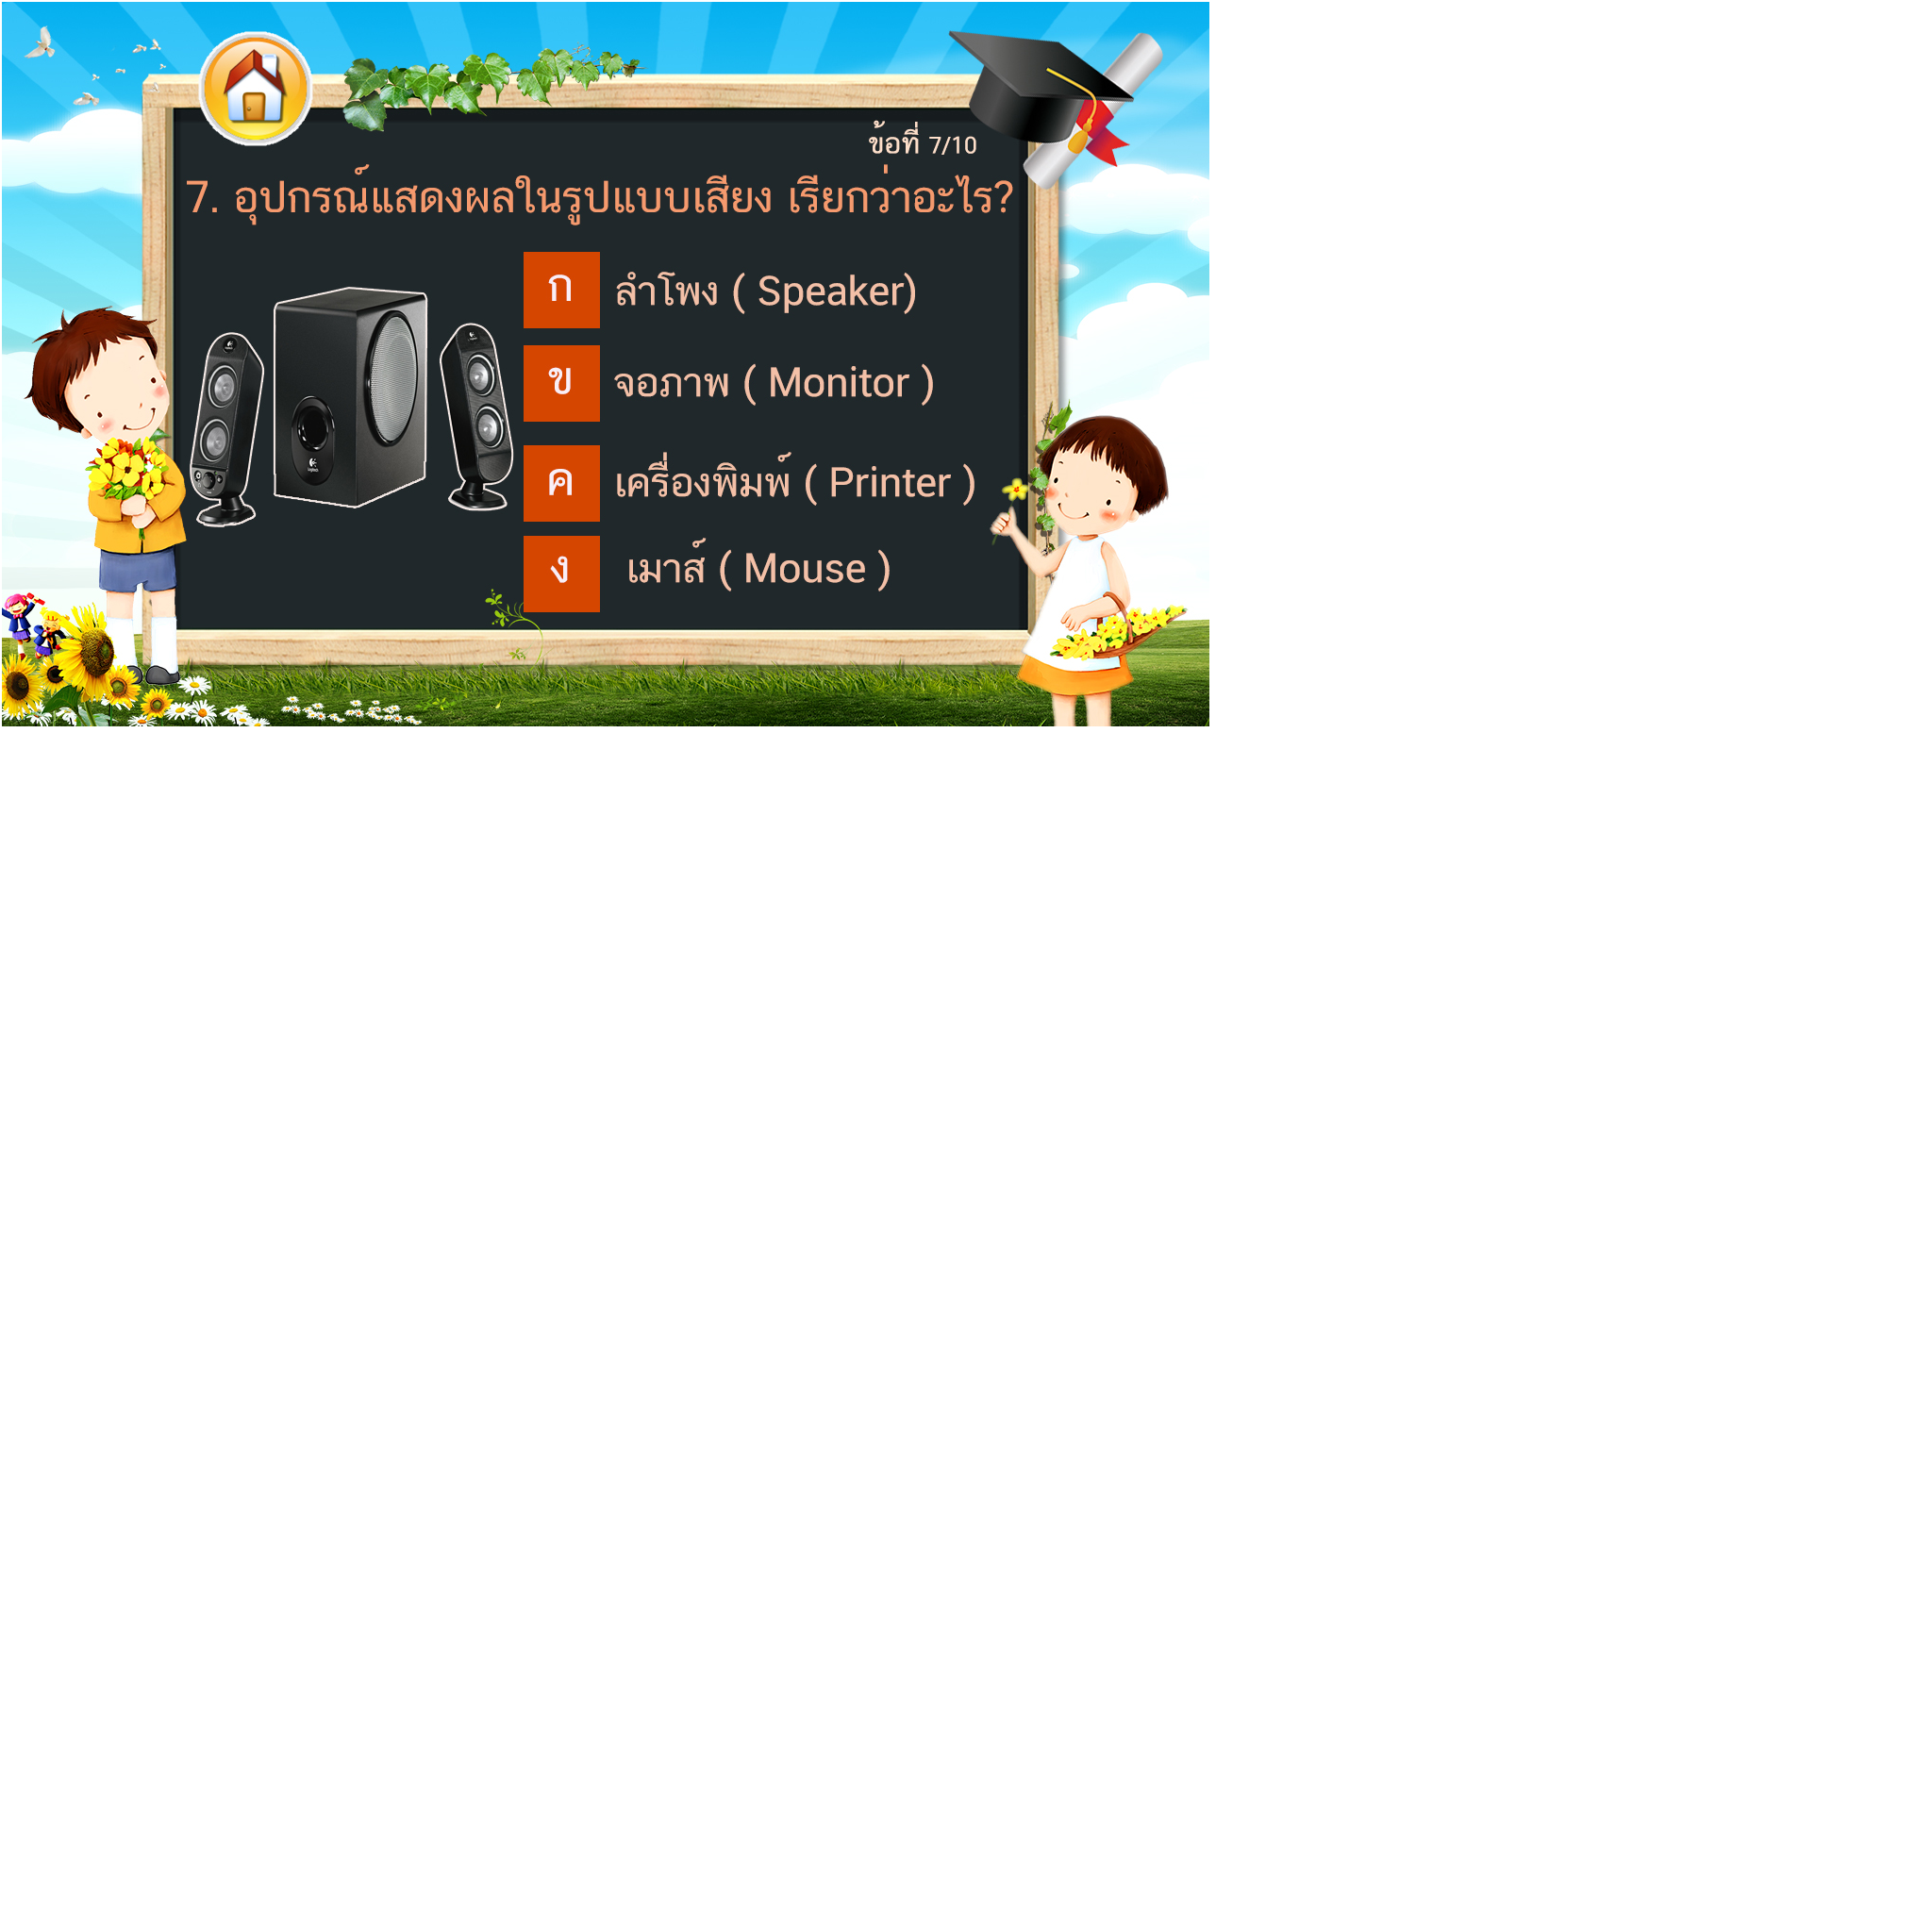 ข้อที่ 7/10
7. อุปกรณ์แสดงผลในรูปแบบเสียง เรียกว่าอะไร?
ก ลำโพง ( Speaker)
ข จอภาพ ( Monitor )
ค เครื่องพิมพ์ ( Printer )
ง เมาส์ ( Mouse )